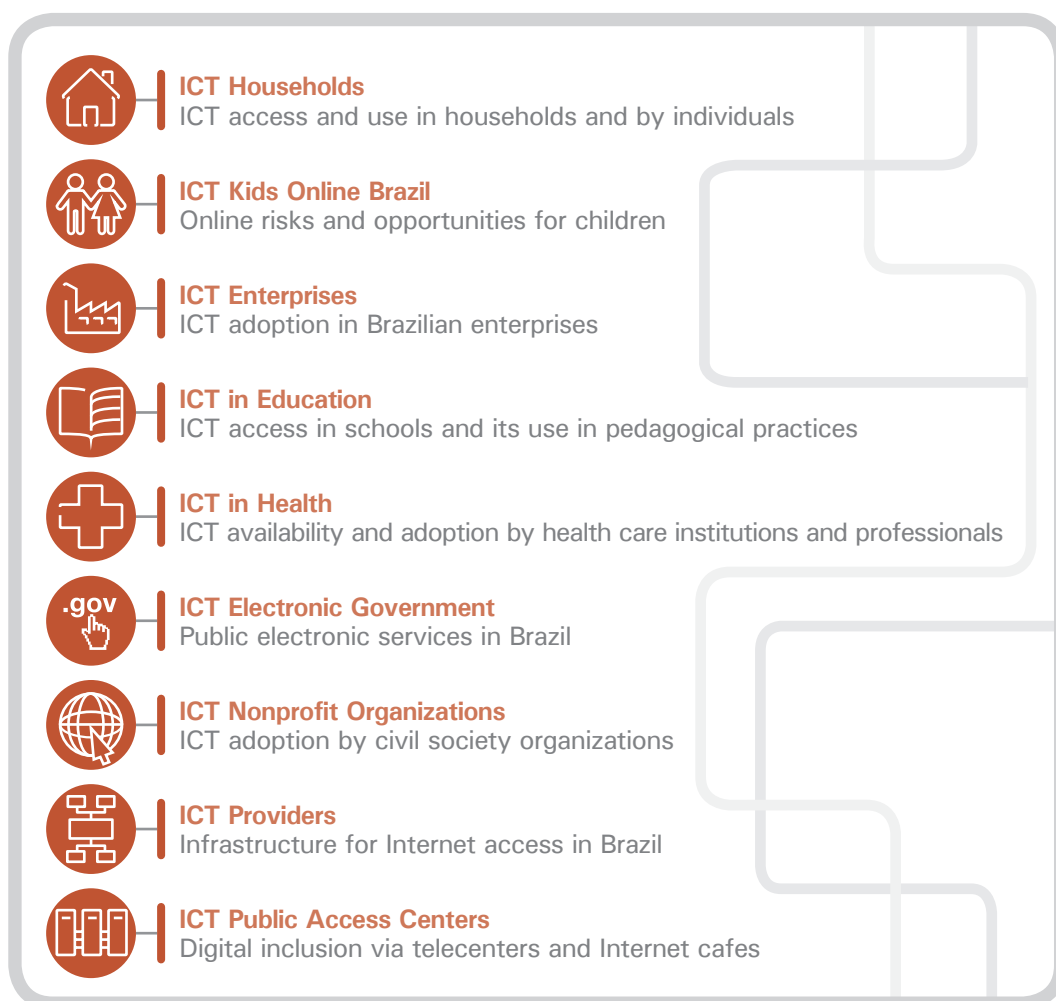 ICT Households
ICT access and use in households and by individuals
ICT Kids Online Brazil
Online risks and opportunities for children
ICT Enterprises
ICT adoption in Brazilian enterprises
ICT in Education
ICT access in schools and its use in pedagogical practices
ICT in Health
ICT availability and adoption by health care institutions and professionals
.gov
ICT Electronic Government
Public electronic services in Brazil
ICT Nonprofit Organizations
ICT adoption by civil society organizations
ICT Providers
Infrastructure for Internet access in Brazil
ICT Public Access Centers
Digital inclusion via telecenters and Internet cafes